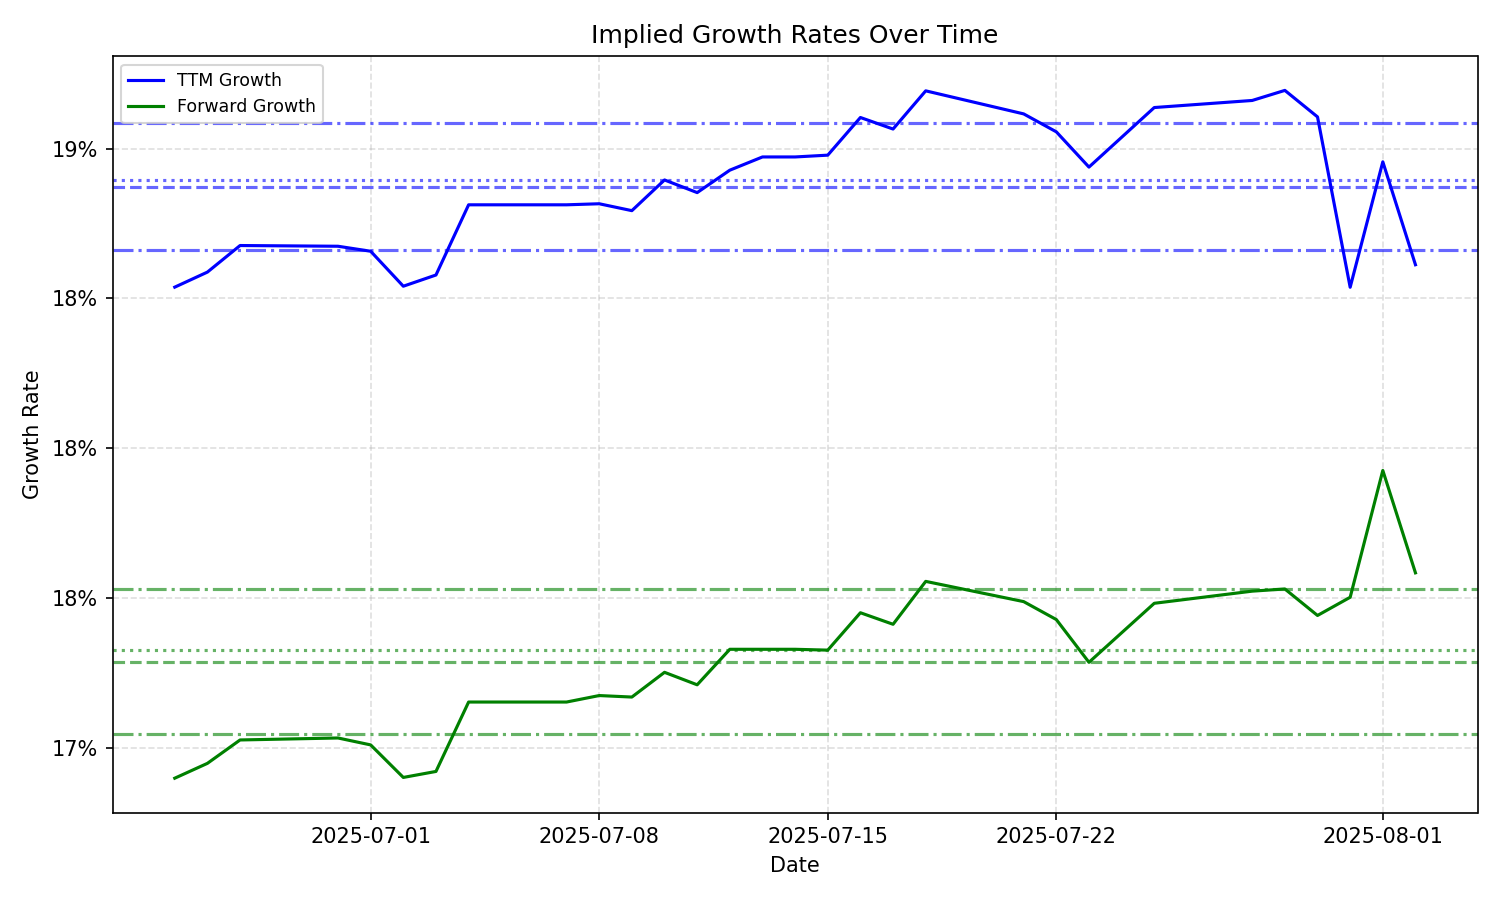 Implied Growth Rates Over Time
TTM Growth
Forward Growth
19%
18%
18%
18%
17%
Growth Rate
2025-07-01
2025-07-08
2025-07-15
2025-07-22
2025-08-01
Date